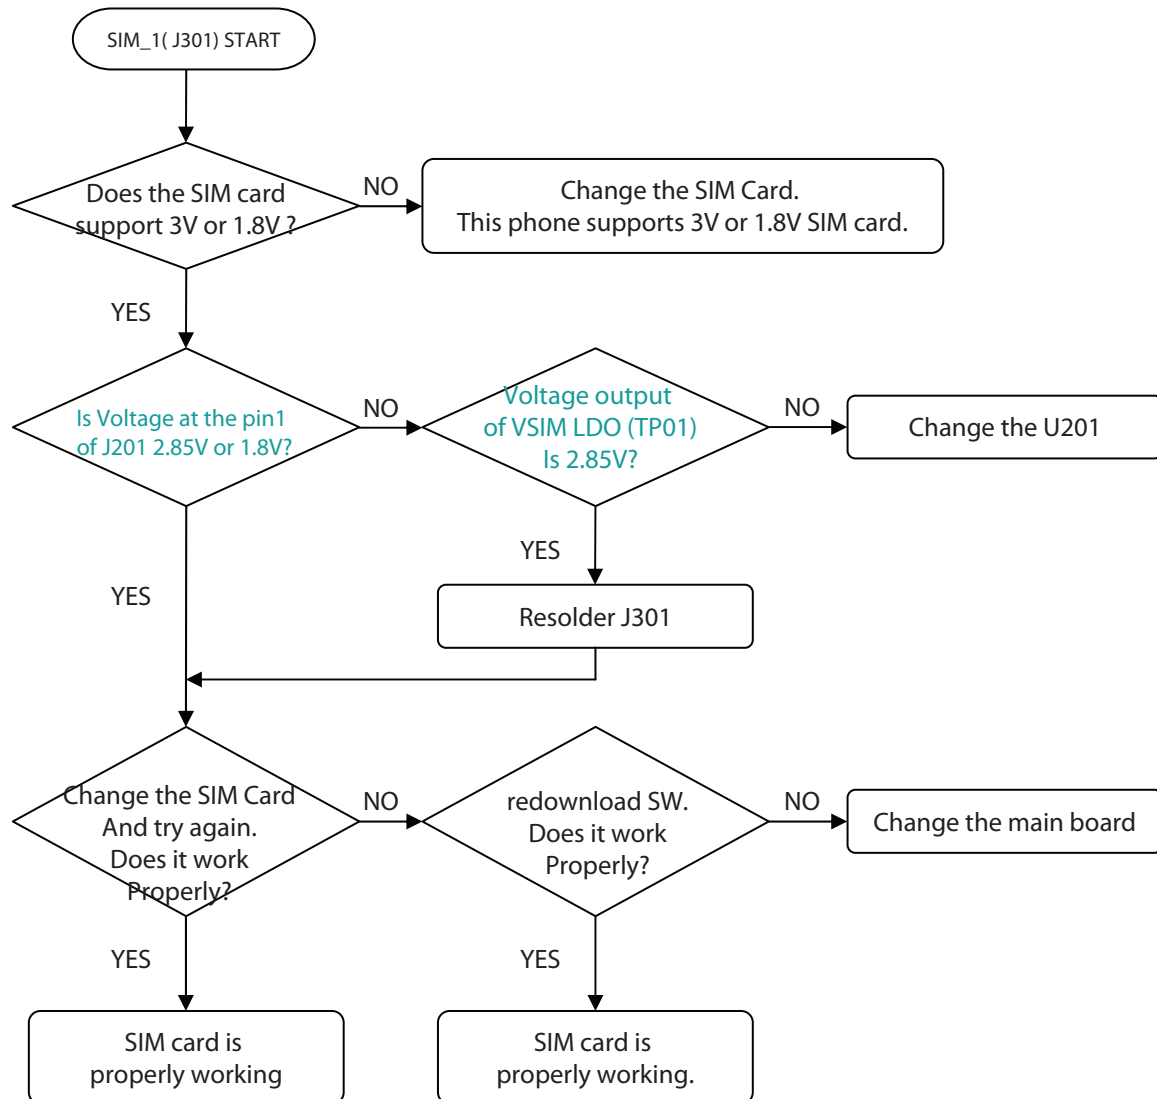 SIM_1( J301) START
Does the SIM card
support 3V or 1.8V ?
NO
Change the SIM Card.
This phone supports 3V or 1.8V SIM card.
YES
Is Voltage at the pin1
of J201 2.85V or 1.8V?
NO
Voltage output
of VSIM LDO (TP01)
Is 2.85V?
NO
Change the U201
YES
YES
Resolder J301
Change the SIM Card
And try again.
Does it work
Properly?
NO
redownload SW.
Does it work
Properly?
NO
Change the main board
YES
YES
SIM card is
properly working
SIM card is
properly working.